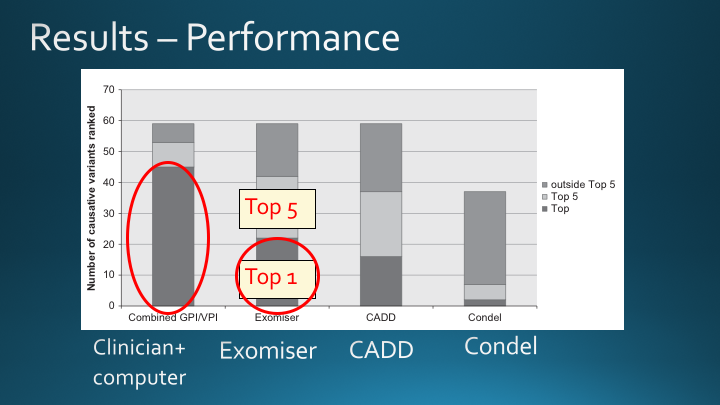 Results – Performance
Number of causative variants ranked
70
60
50
40
30
20
10
0
Top 5
Top 1
outside Top 5
Top 5
Top
Combined GPI/VPI
Exomiser
CADD
Condel
Clinician+
computer
Exomiser
CADD
Condel